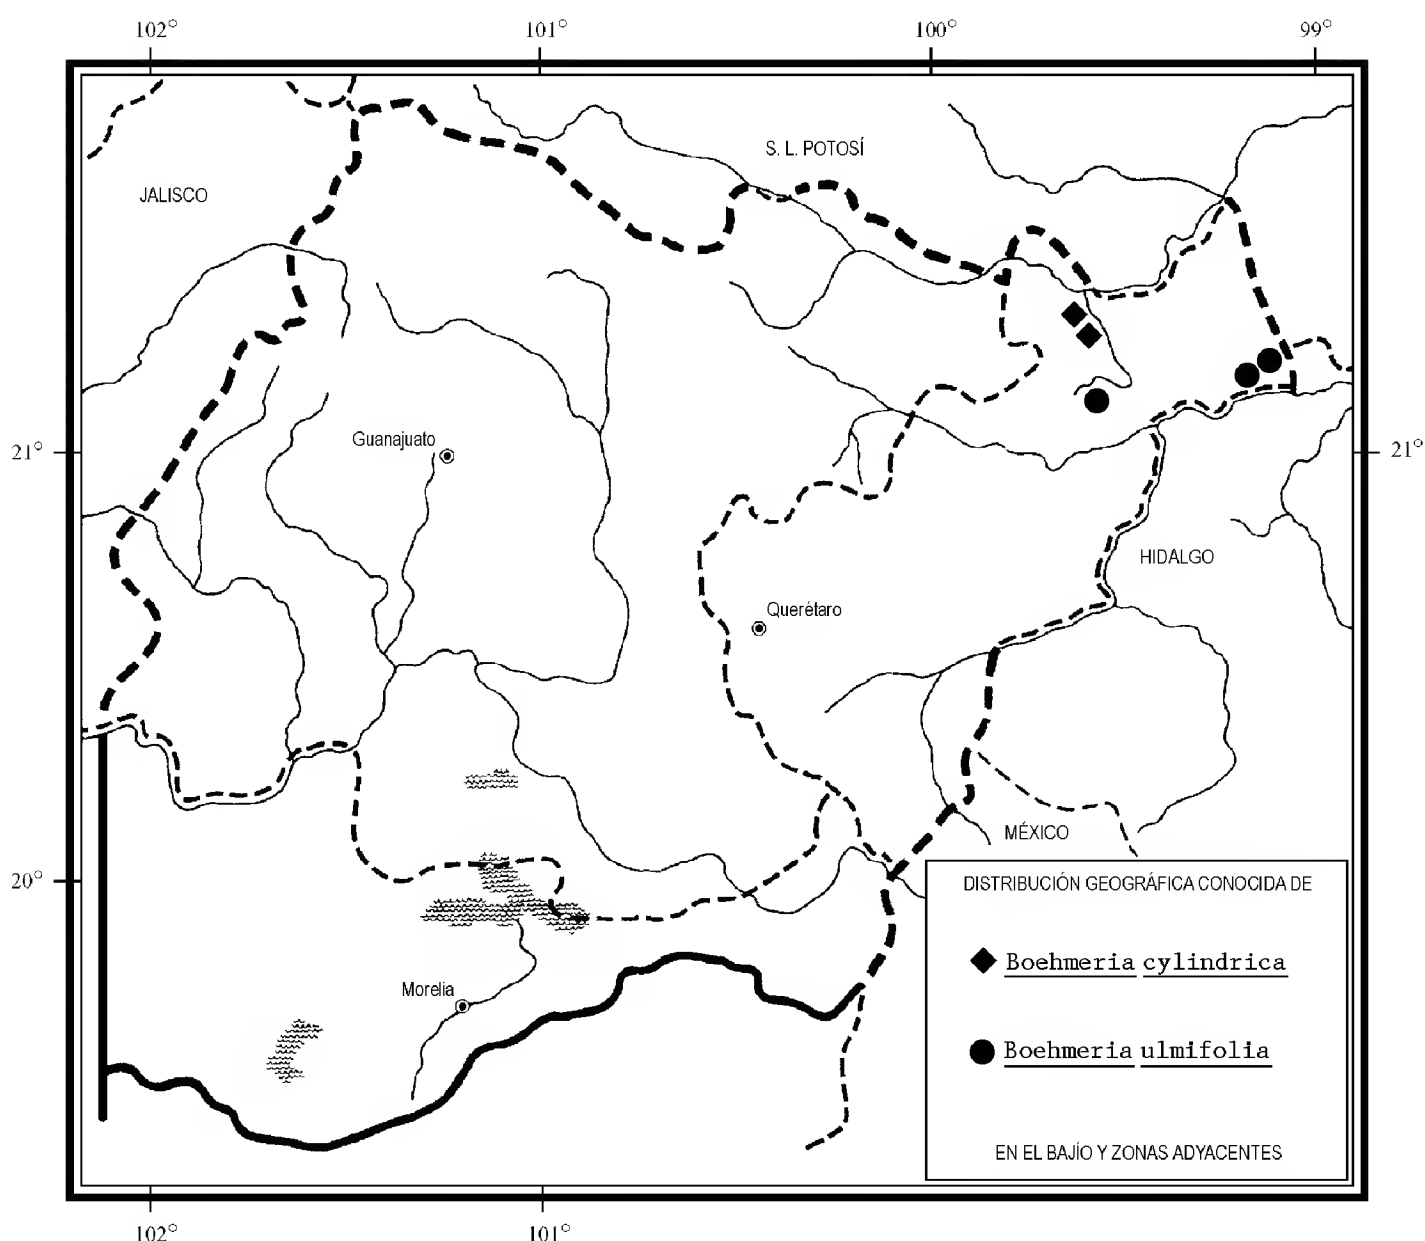 102° 101° 100° 99°
S. L. POTOSÍ
JALISCO
Guanajuato
21° 21°
HIDALGO
Querétaro
MÉXICO
20°
DISTRIBUCIÓN GEOGRÁFICA CONOCIDA DE
Boehmeria cylindrica
Morelia
Boehmeria ulmifolia
EN EL BAJÍO Y ZONAS ADYACENTES
102° 101°